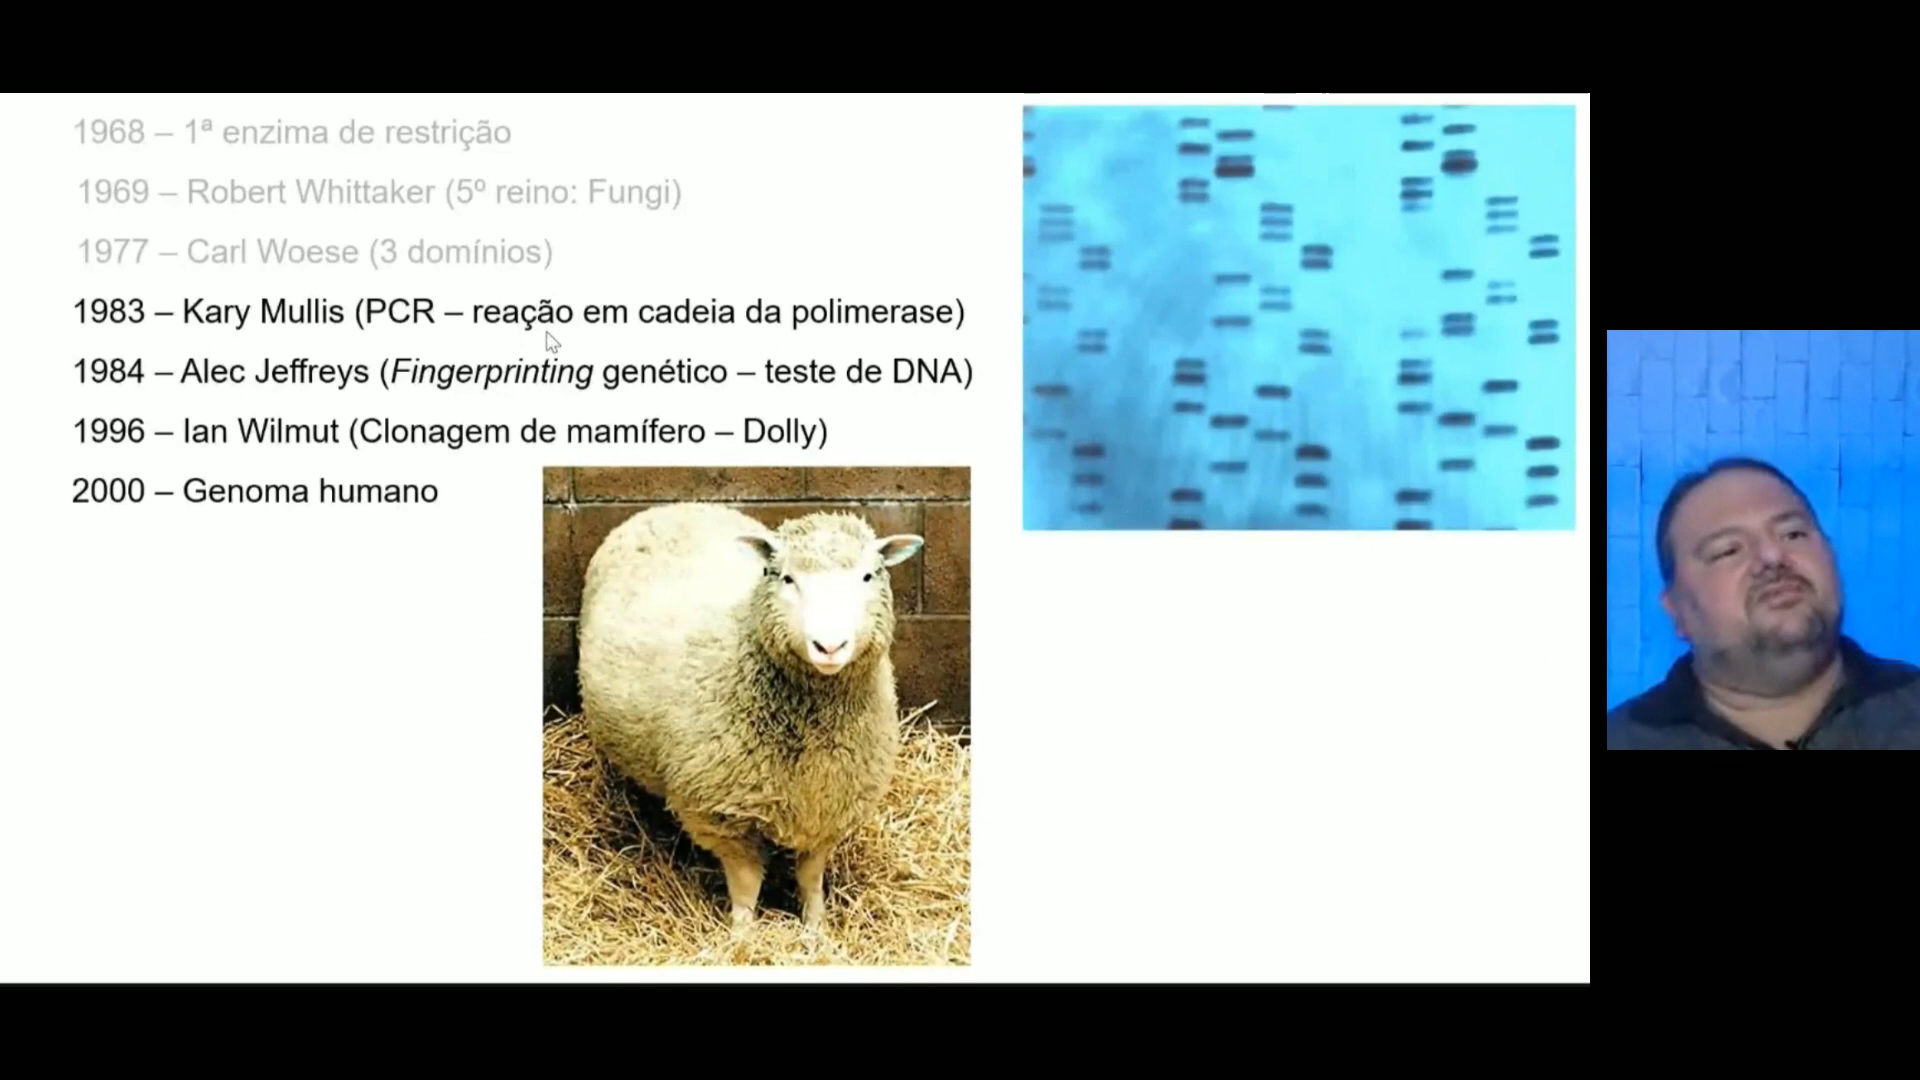 1968 – 1ª enzima de restrição
1969 – Robert Whittaker (5º reino: Fungi)
1977 – Carl Woese (3 domínios)
1983 – Kary Mullis (PCR – reação em cadeia da polimerase)
1984 – Alec Jeffreys (Fingerprinting genético – teste de DNA)
1996 – Ian Wilmut (Clonagem de mamífero – Dolly)
2000 – Genoma humano